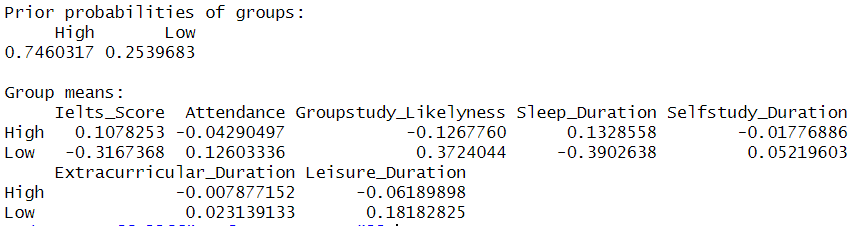 Prior probabilities of groups:
High Low
0.7460317 0.2539683
Group means:
Ielts_Score Attendance Groupstudy_Likelyness Sleep_Duration Selfstudy_Duration
High 0.1078253 -0.04290497 -0.1267760 0.1328558 -0.01776886
Low -0.3167368 0.12603336 0.3724044 -0.3902638 0.05219603
Extracurricular_Duration Leisure_Duration
High -0.007877152 -0.06189898
Low 0.023139133 0.18182825